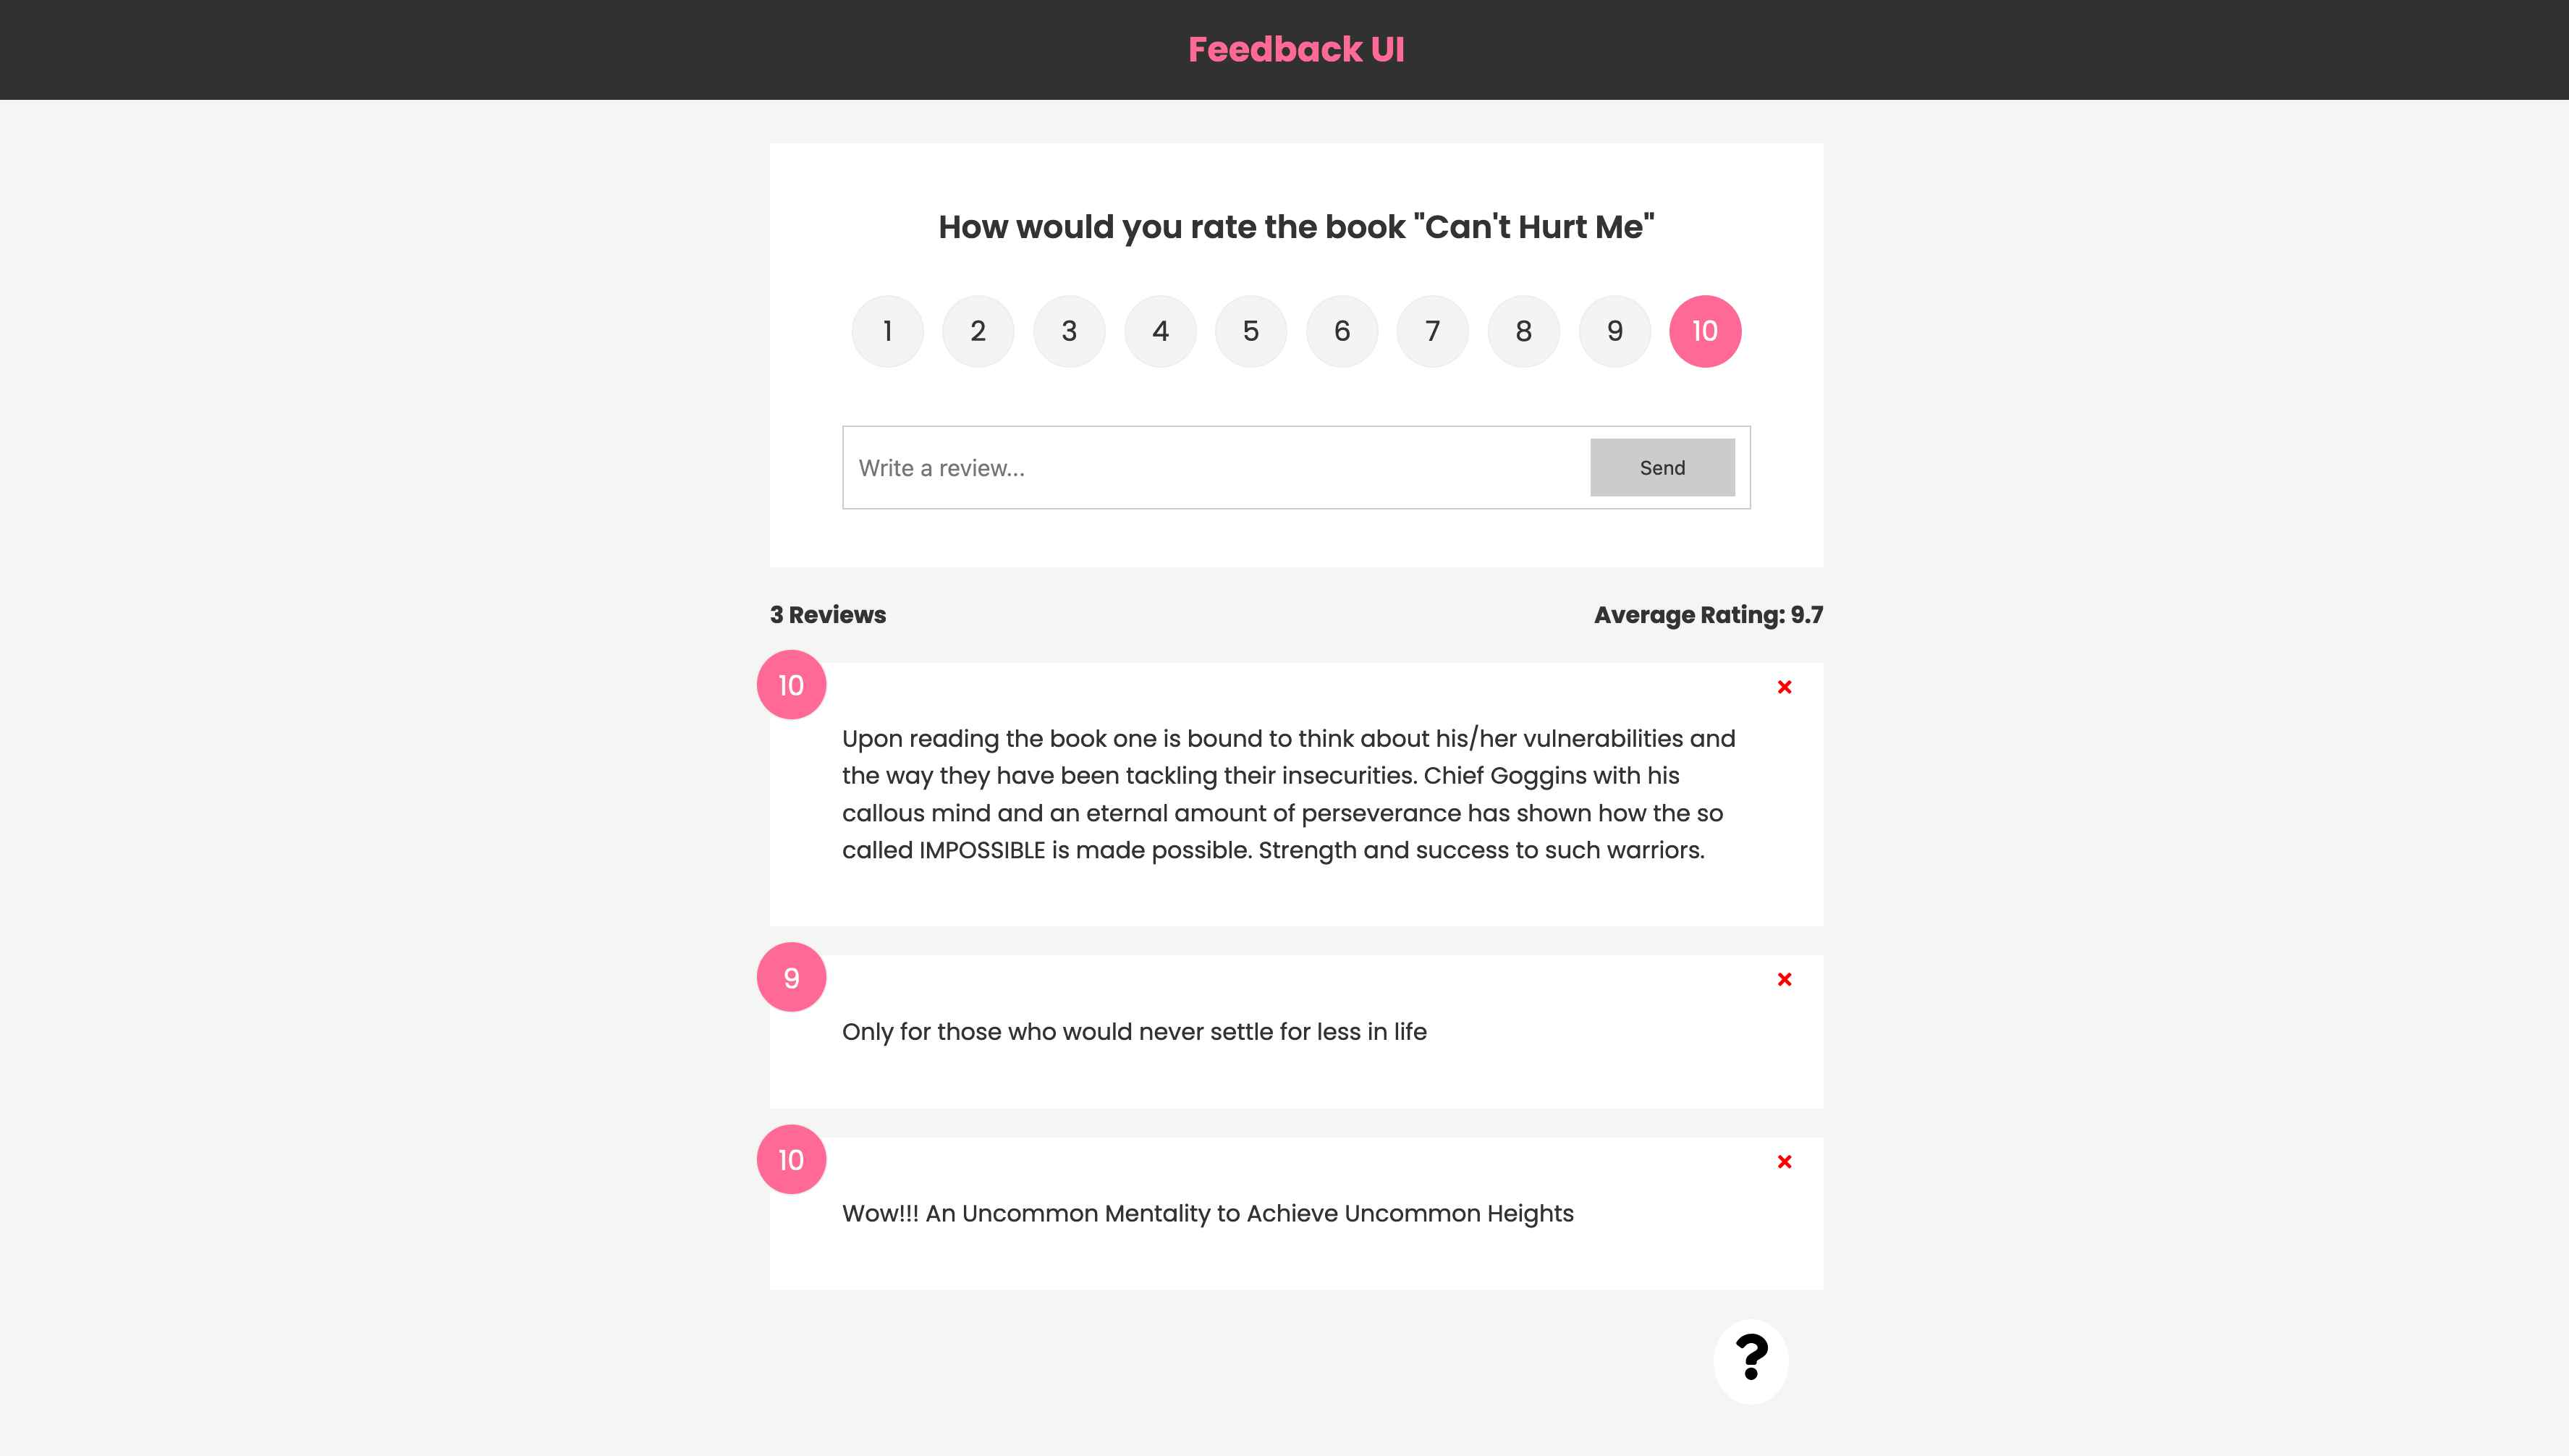 Feedback UI
How would you rate the book "Can't Hurt Me"
1 2 3 4 5 6 7 8 9 10
Write a review...
Send
3 Reviews
Average Rating: 9.7
10
Upon reading the book one is bound to think about his/her vulnerabilities and
the way they have been tackling their insecurities. Chief Goggins with his
callous mind and an eternal amount of perseverance has shown how the so
called IMPOSSIBLE is made possible. Strength and success to such warriors.
9
Only for those who would never settle for less in life
10
Wow!!! An Uncommon Mentality to Achieve Uncommon Heights
?